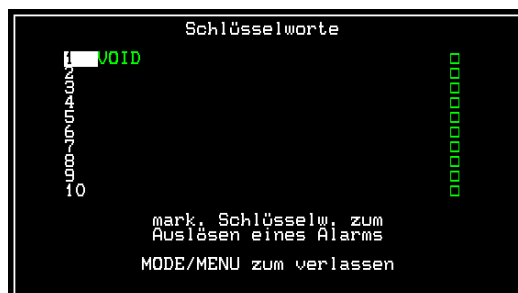 Schlüsselworte
1 VOID
2
3
4
5
6
7
8
9
10
mark. Schlüsselw. zum
Auslösen eines Alarms
MODE/MENU zum verlassen